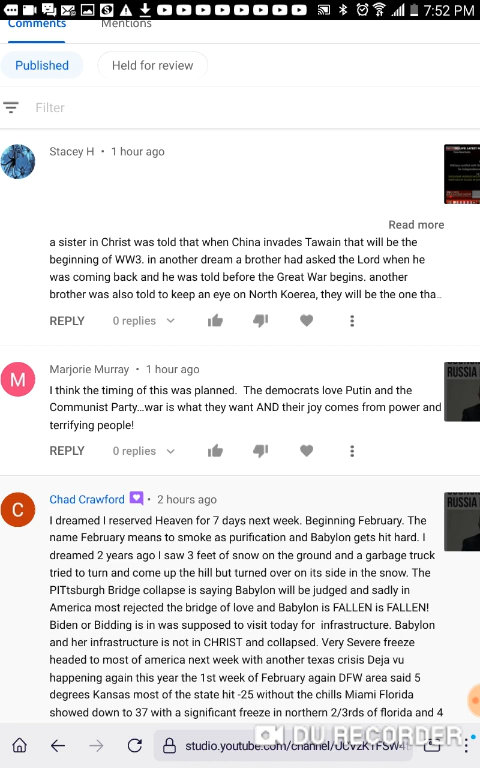 7:52 PM
Comments Mentions
Published Held for review
Filter
Stacey H • 1 hour ago
Read more
a sister in Christ was told that when China invades Tawain that will be the
beginning of WW3. in another dream a brother had asked the Lord when he
was coming back and he was told before the Great War begins. another
brother was also told to keep an eye on North Koerea, they will be the one tha..
REPLY 0 replies
M
Marjorie Murray • 1 hour ago
RUSSIA
I think the timing of this was planned. The democrats love Putin and the
Communist Party…war is what they want AND their joy comes from power and
terrifying people!
REPLY 0 replies
C
Chad Crawford • 2 hours ago
RUSSIA
I dreamed I reserved Heaven for 7 days next week. Beginning February. The
name February means to smoke as purification and Babylon gets hit hard. I
dreamed 2 years ago I saw 3 feet of snow on the ground and a garbage truck
tried to turn and come up the hill but turned over on its side in the snow. The
PITtsburgh Bridge collapse is saying Babylon will be judged and sadly in
America most rejected the bridge of love and Babylon is FALLEN is FALLEN!
Biden or Bidding is in was supposed to visit today for infrastructure. Babylon
and her infrastructure is not in CHRIST and collapsed. Very Severe freeze
headed to most of america next week with another texas crisis Deja vu
happening again this year the 1st week of February again DFW area said 5
degrees Kansas most of the state hit -25 without the chills Miami Florida
showed down to 37 with a significant freeze in northern 2/3rds of florida and 4
DU RECORDER
studio.youtube.com/channel/